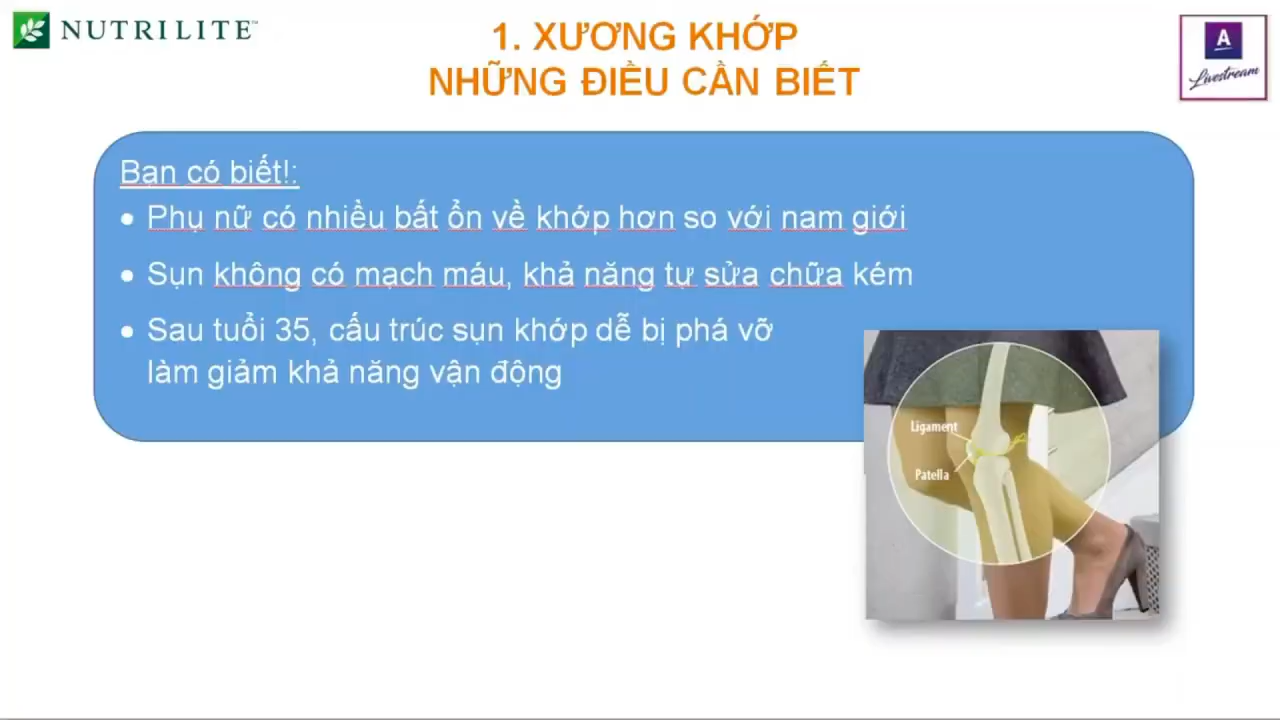 NUTRILITE™
1. XƯƠNG KHỚP
NHỮNG ĐIỀU CẦN BIẾT
A
Livestream
Bạn có biết!:
• Phụ nữ có nhiều bất ổn về khớp hơn so với nam giới
• Sụn không có mạch máu, khả năng tự sửa chữa kém
• Sau tuổi 35, cấu trúc sụn khớp dễ bị phá vỡ
làm giảm khả năng vận động
Ligament
Patella